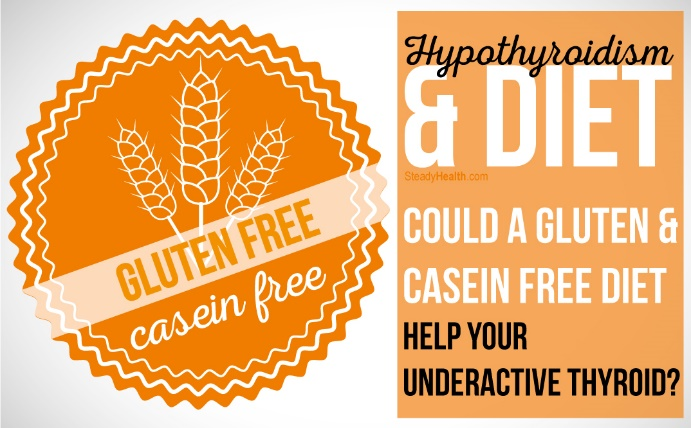 GLUTEN FREE
casein free
Hypothyroidism
& DIET
SteadyHealth.com
COULD A GLUTEN &
CASEIN FREE DIET
HELP YOUR
UNDERACTIVE THYROID?